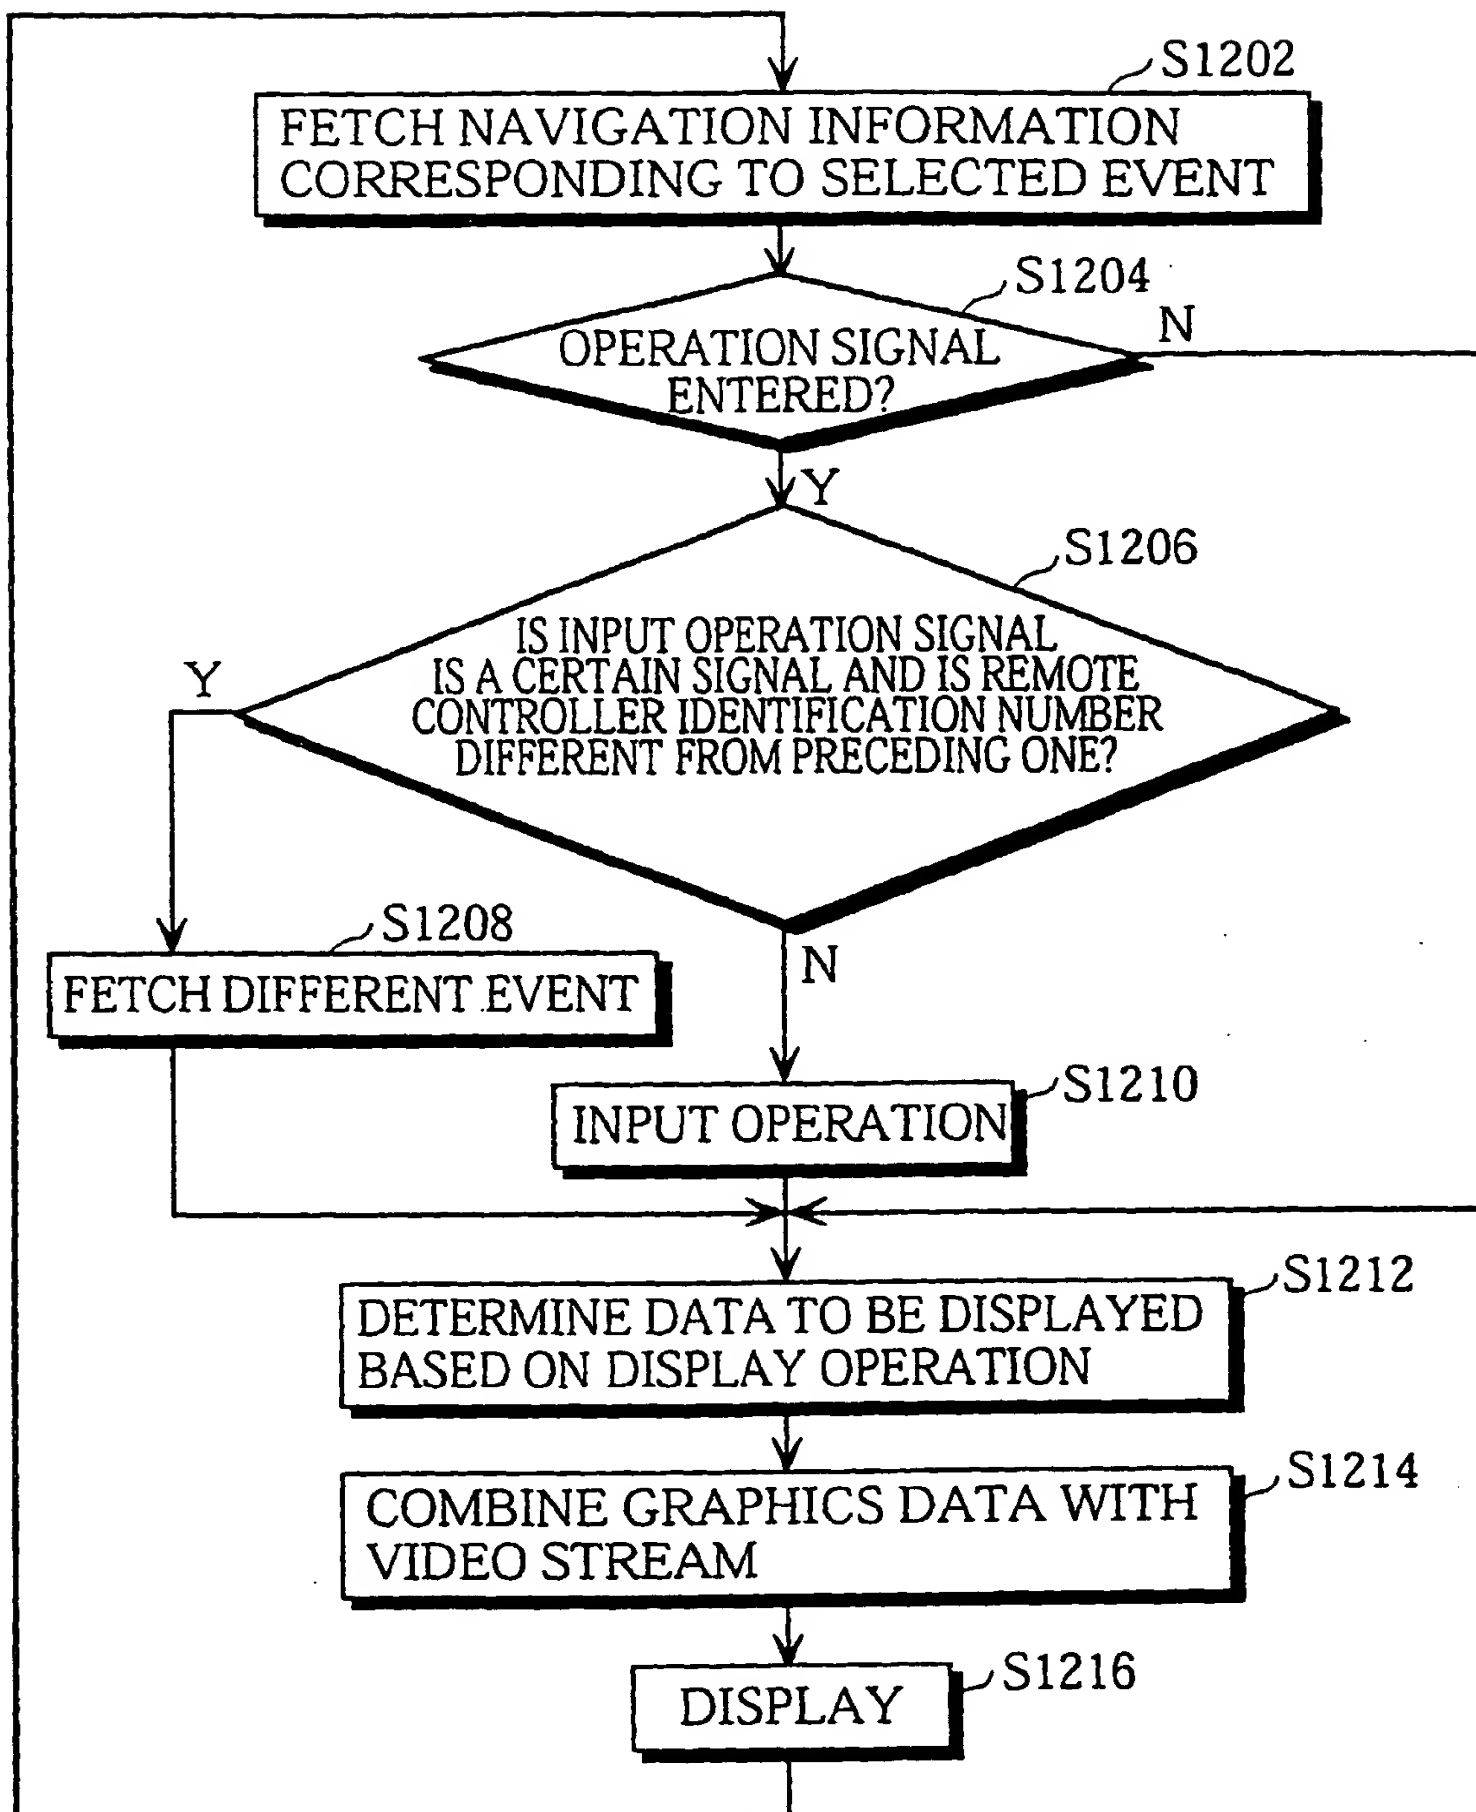 S1202
FETCH NAVIGATION INFORMATION
CORRESPONDING TO SELECTED EVENT
S1204
N
OPERATION SIGNAL
ENTERED?
Y
S1206
IS INPUT OPERATION SIGNAL
IS A CERTAIN SIGNAL AND IS REMOTE
CONTROLLER IDENTIFICATION NUMBER
DIFFERENT FROM PRECEDING ONE?
Y
S1208
N
FETCH DIFFERENT EVENT
S1210
INPUT OPERATION
S1212
DETERMINE DATA TO BE DISPLAYED
BASED ON DISPLAY OPERATION
S1214
COMBINE GRAPHICS DATA WITH
VIDEO STREAM
S1216
DISPLAY